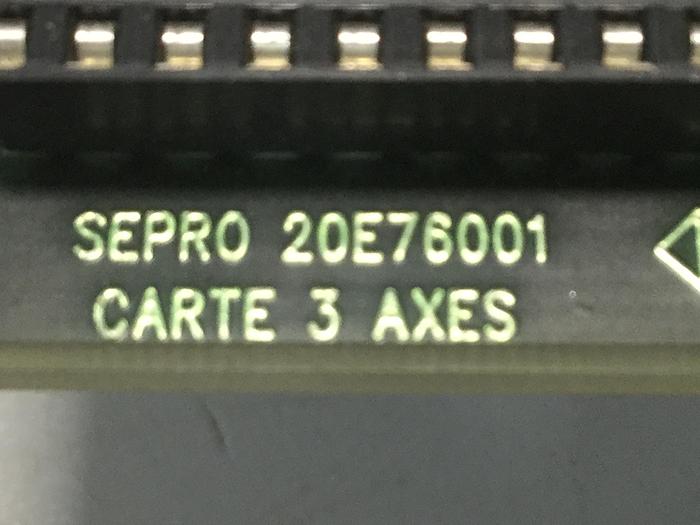 SEPRO 20E76001
CARTE 3 AXES